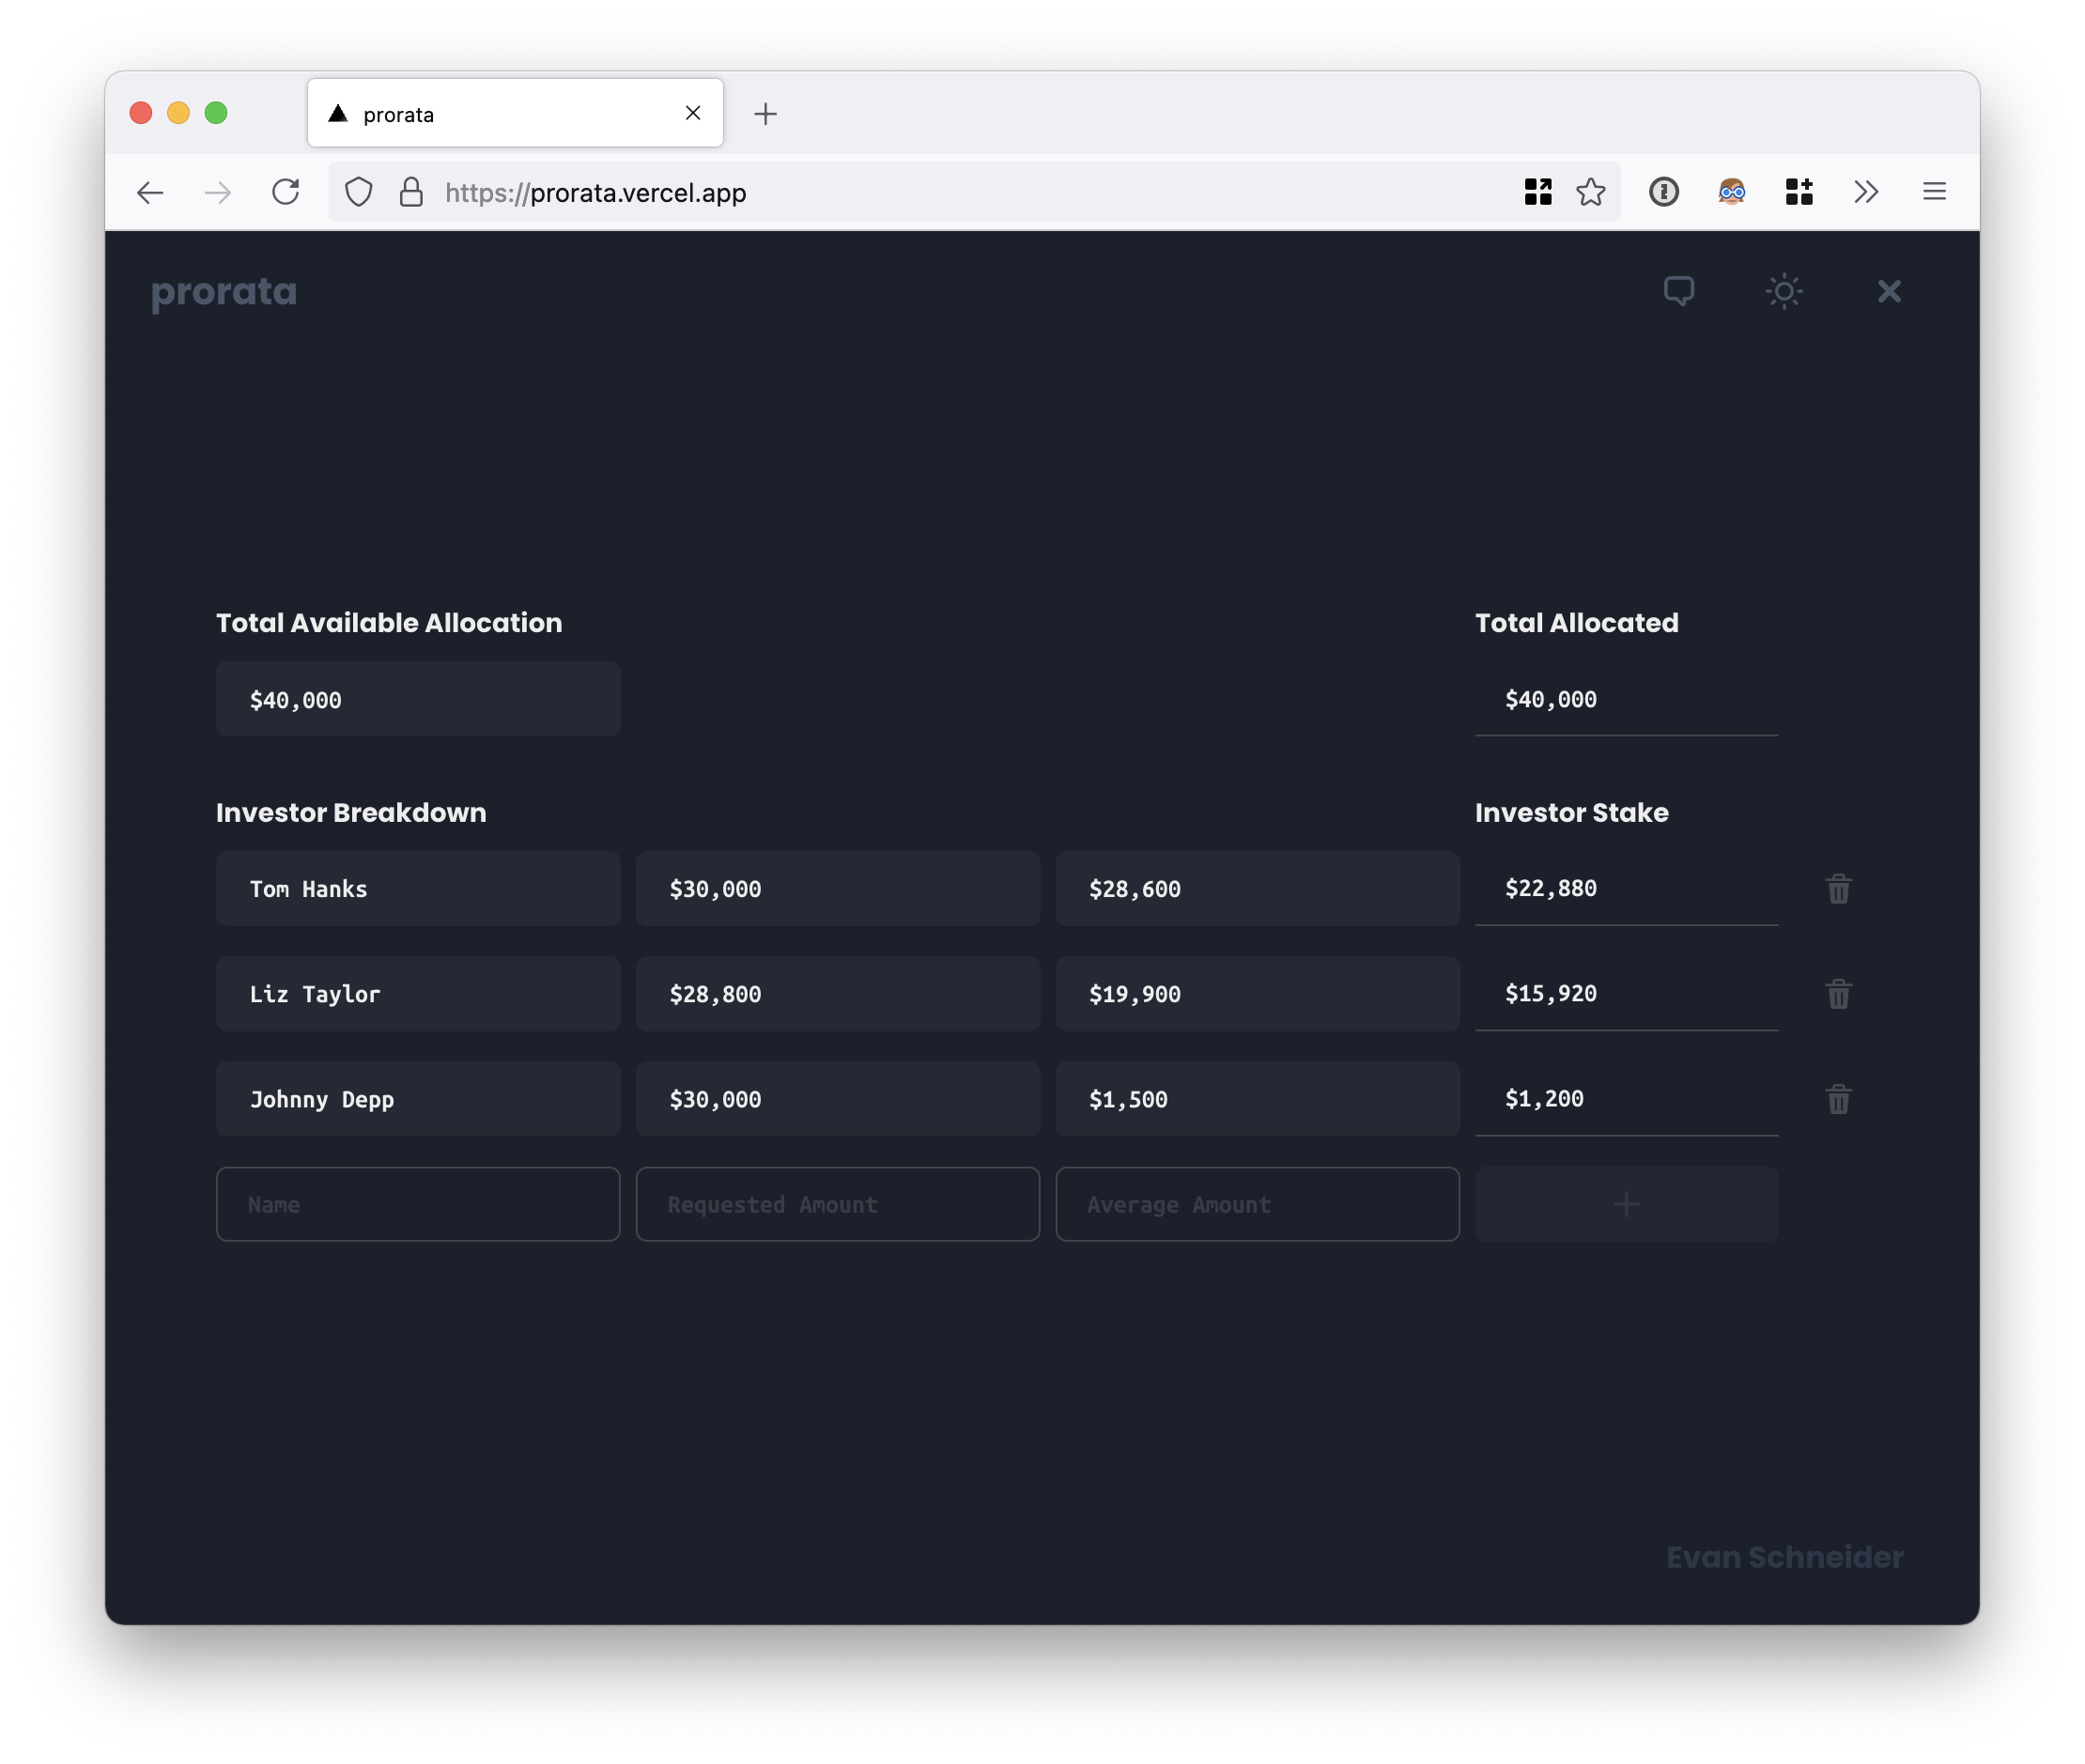 prorata
https://prorata.vercel.app
prorata
Total Available Allocation
Total Allocated
$40,000
$40,000
Investor Breakdown
Investor Stake
Tom Hanks
$30,000
$28,600
$22,880
Liz Taylor
$28,800
$19,900
$15,920
Johnny Depp
$30,000
$1,500
$1,200
Name
Requested Amount
Average Amount
Evan Schneider